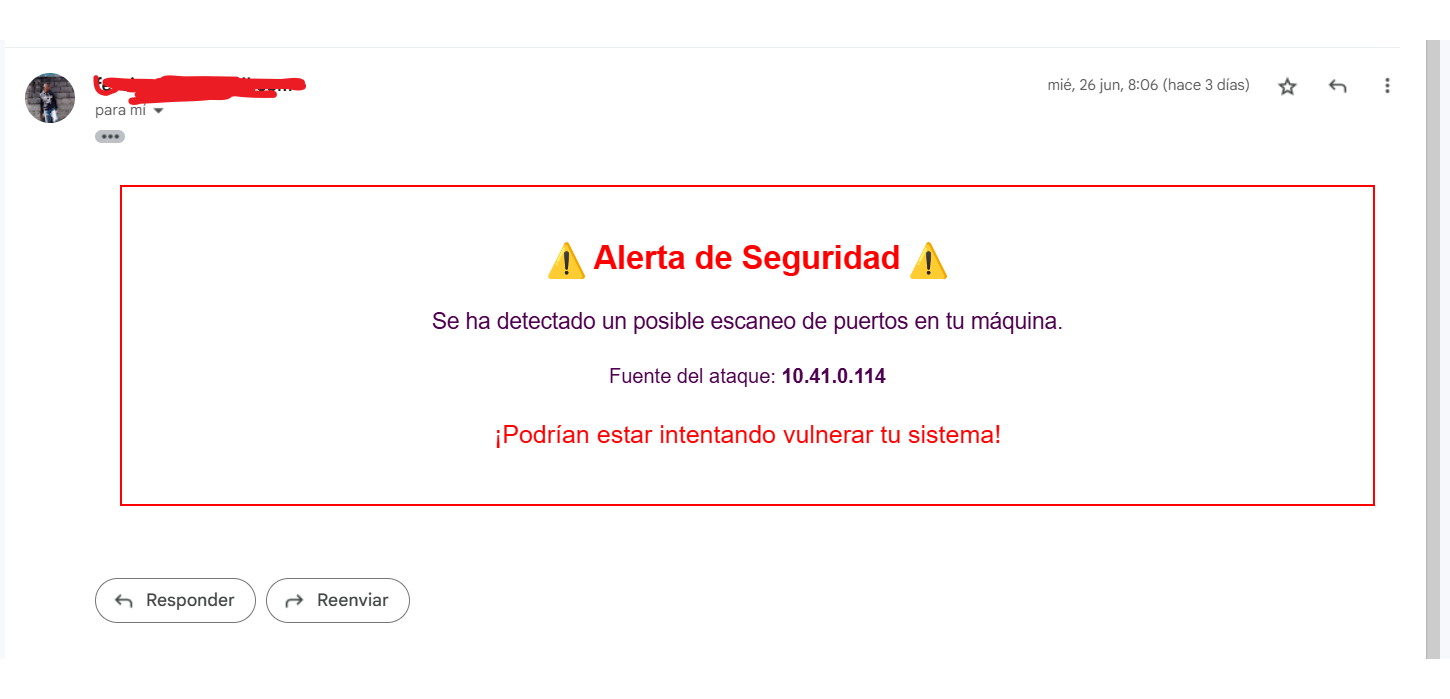 mié, 26 jun, 8:06 (hace 3 días)
para mí
⚠️ Alerta de Seguridad ⚠️
Se ha detectado un posible escaneo de puertos en tu máquina.
Fuente del ataque: 10.41.0.114
¡Podrían estar intentando vulnerar tu sistema!
Responder
Reenviar